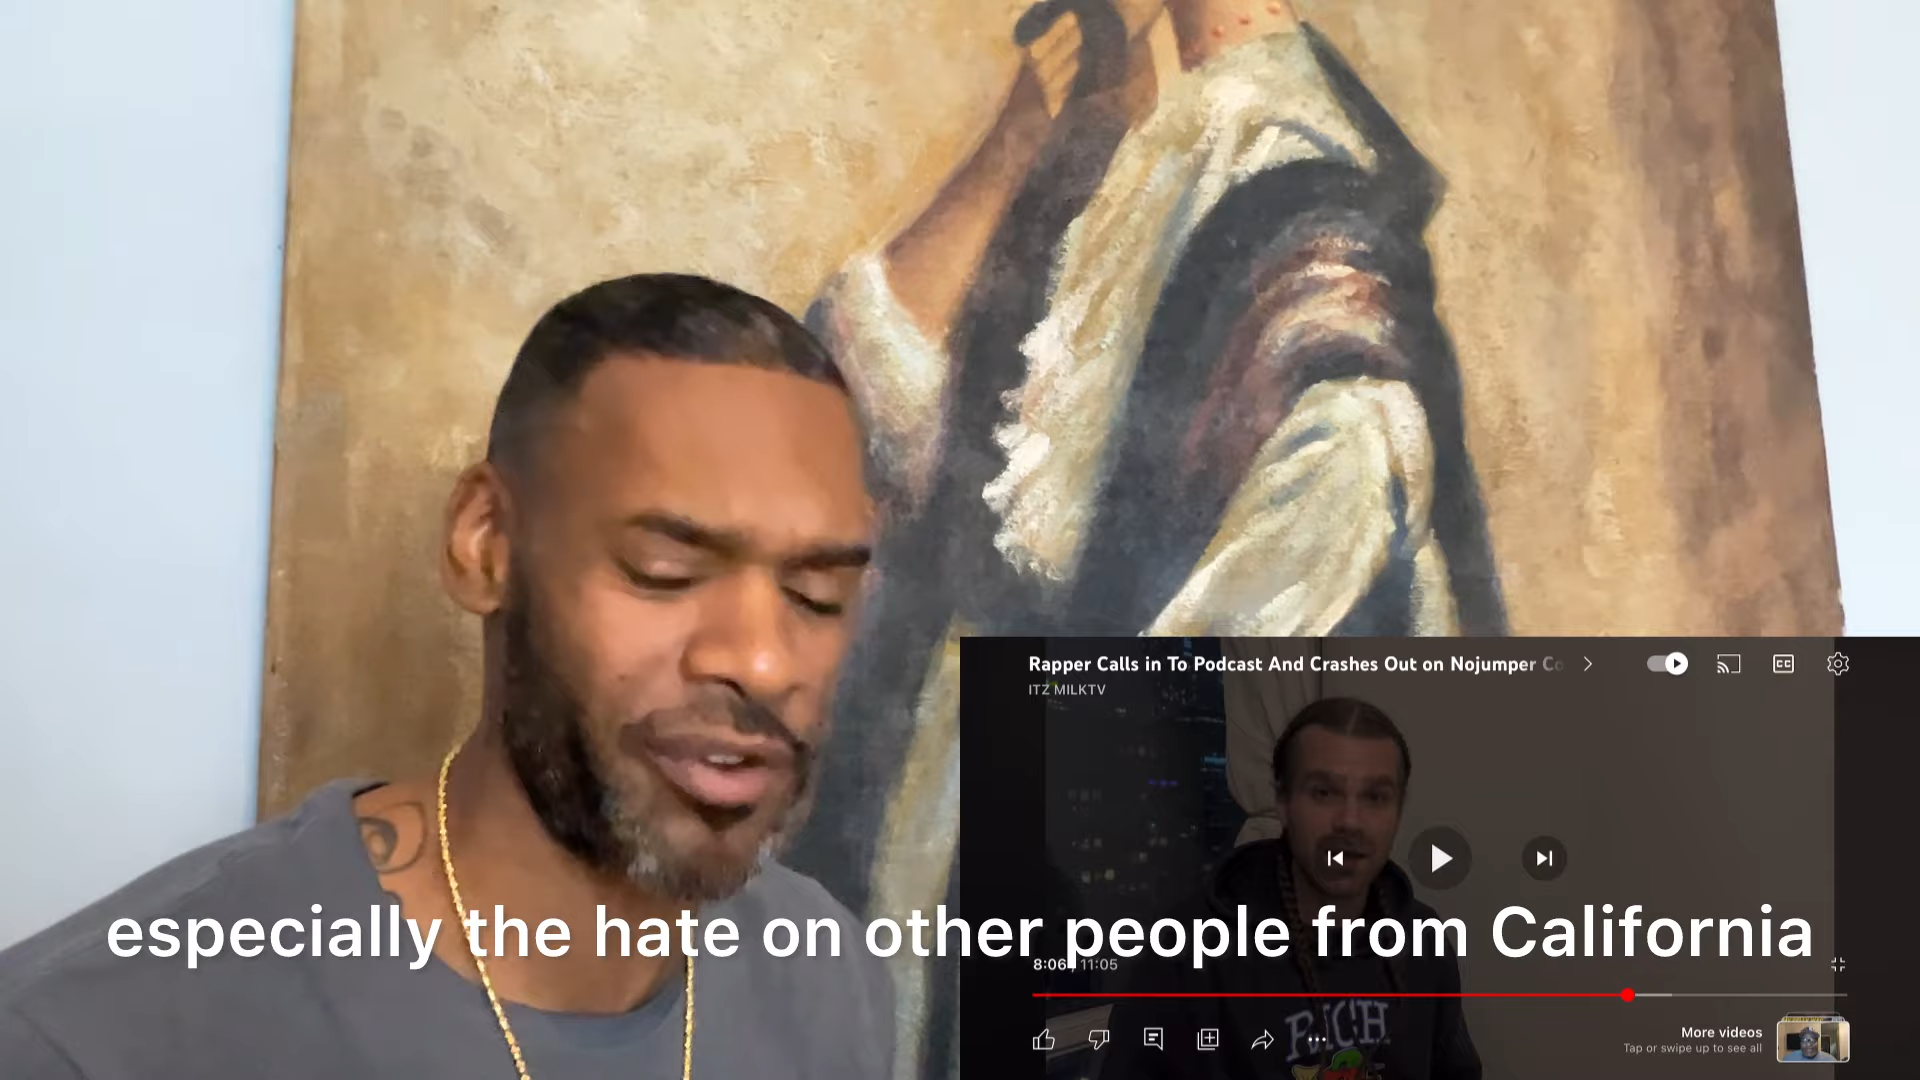 Rapper Calls in To Podcast And Crashes Out on Nojumper Co
ITZ MILKTV
especially the hate on other people from California
8:06 / 11:05
More videos
Tap or swipe up to see all